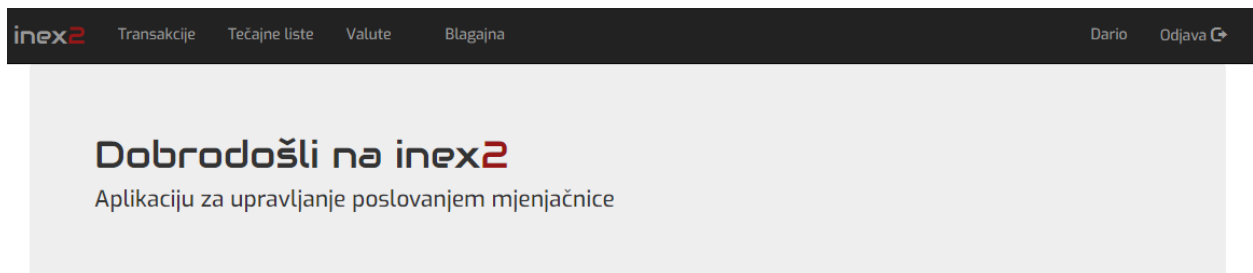 inex2 Transakcije Tečajne liste Valute Blagajna Dario Odjava
Dobrodošli na inex2
Aplikaciju za upravljanje poslovanjem mjenjačnice